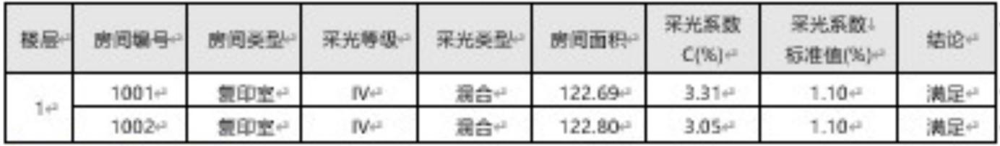 楼层 房间编号 房间类型 采光等级 采光类型 房间面积 采光系数 C(%) 采光系数 标准值(%) 结论
1 1001 复印室 IV 混合 122.69 3.31 1.10 满足
1002 复印室 IV 混合 122.80 3.05 1.10 满足